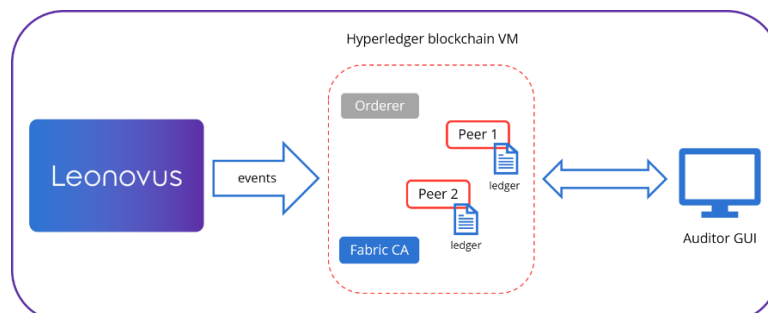 Hyperledger blockchain VM
Orderer
Peer 1
Leonovus
events
ledger
Peer 2
ledger
Fabric CA
Auditor GUI